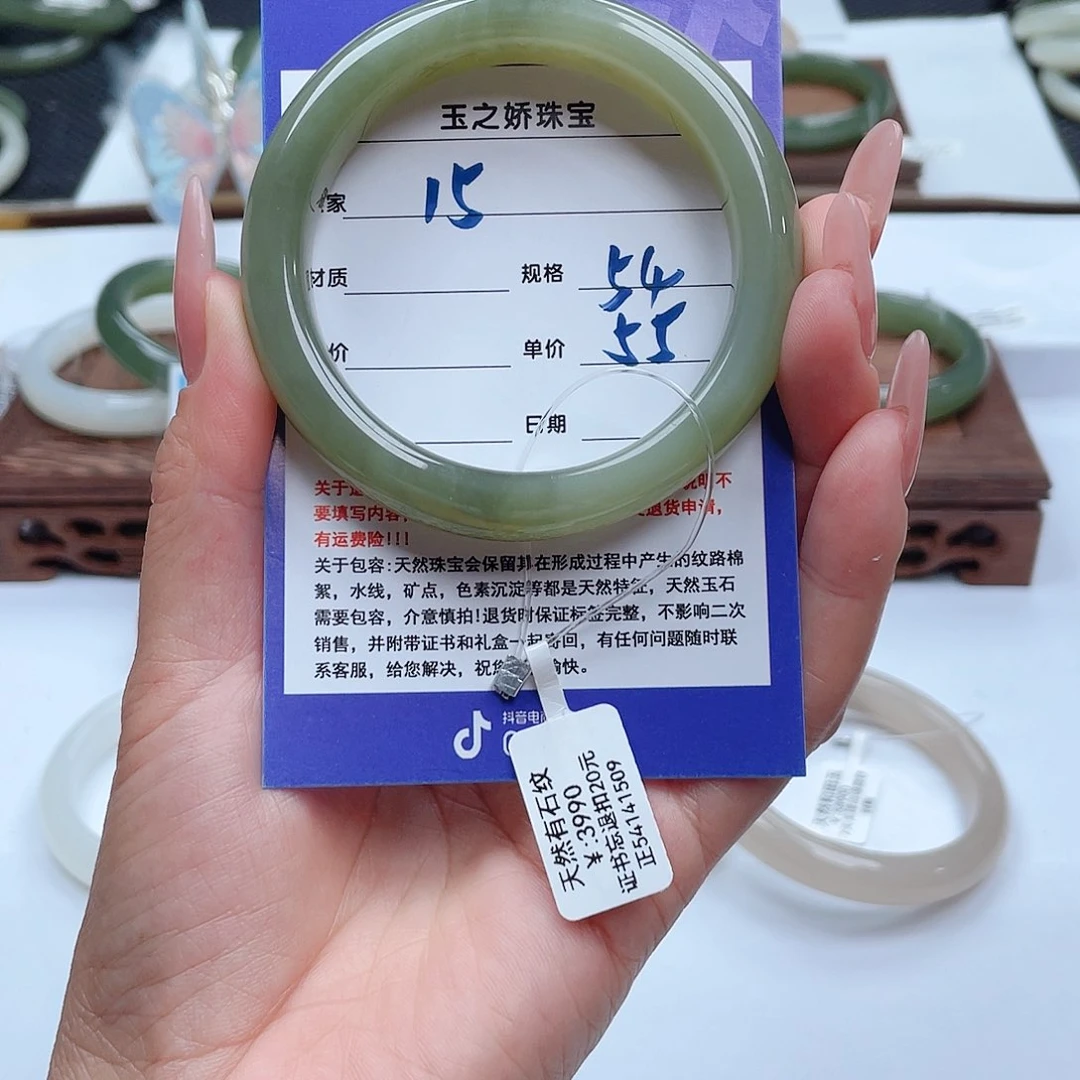 玉之娇珠宝
家 15
材质 规格 54
价 单价 55
日期
关于 说明不
要填写内容, 退货申请,
有运费险!!!
关于包容:天然珠宝会保留其在形成过程中产生的纹路棉
絮,水线,矿点,色素沉淀等都是天然特征,天然玉石
需要包容,介意慎拍!退货时保证标签完整,不影响二次
销售,并附带证书和礼盒一起寄回,有任何问题随时联
系客服,给您解决,祝您 愉快。
抖音电
天然有石纹
¥:3990
证书忘退扣20元
正54141509